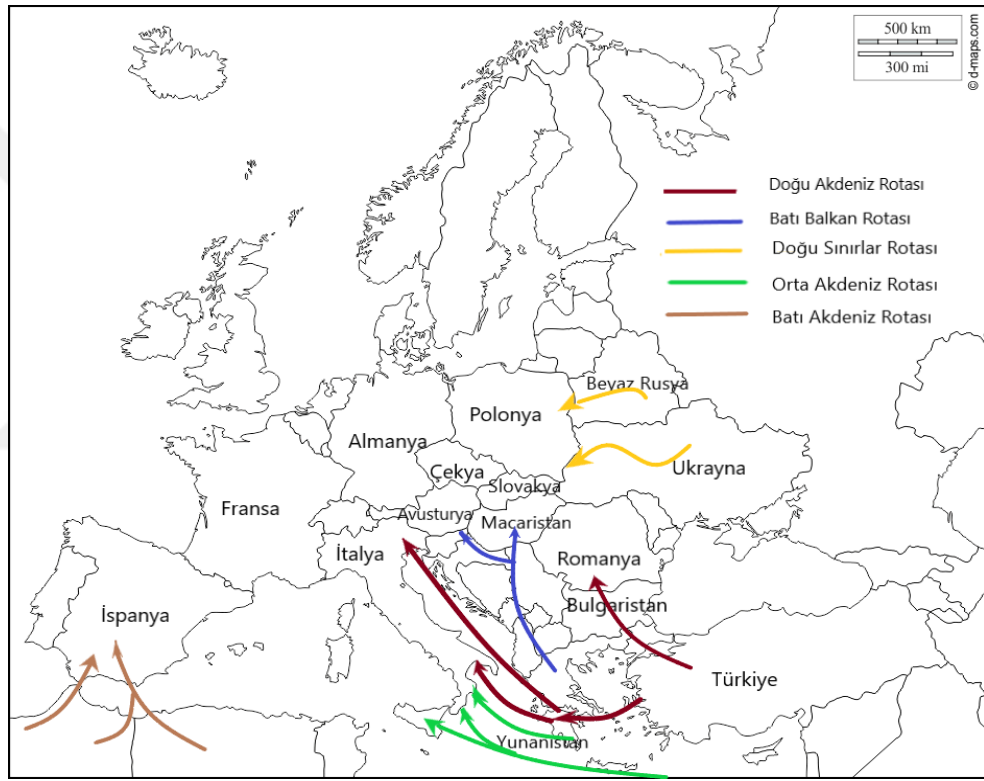 500 km
300 mi
© d-maps.com
Doğu Akdeniz Rotası
Batı Balkan Rotası
Doğu Sınırlar Rotası
Orta Akdeniz Rotası
Batı Akdeniz Rotası
Beyaz Rusya
Polonya
Almanya
Ukrayna
Çekya
Slovakya
Fransa
Avusturya
Macaristan
İtalya
Romanya
Bulgaristan
İspanya
Türkiye
Yunanistan